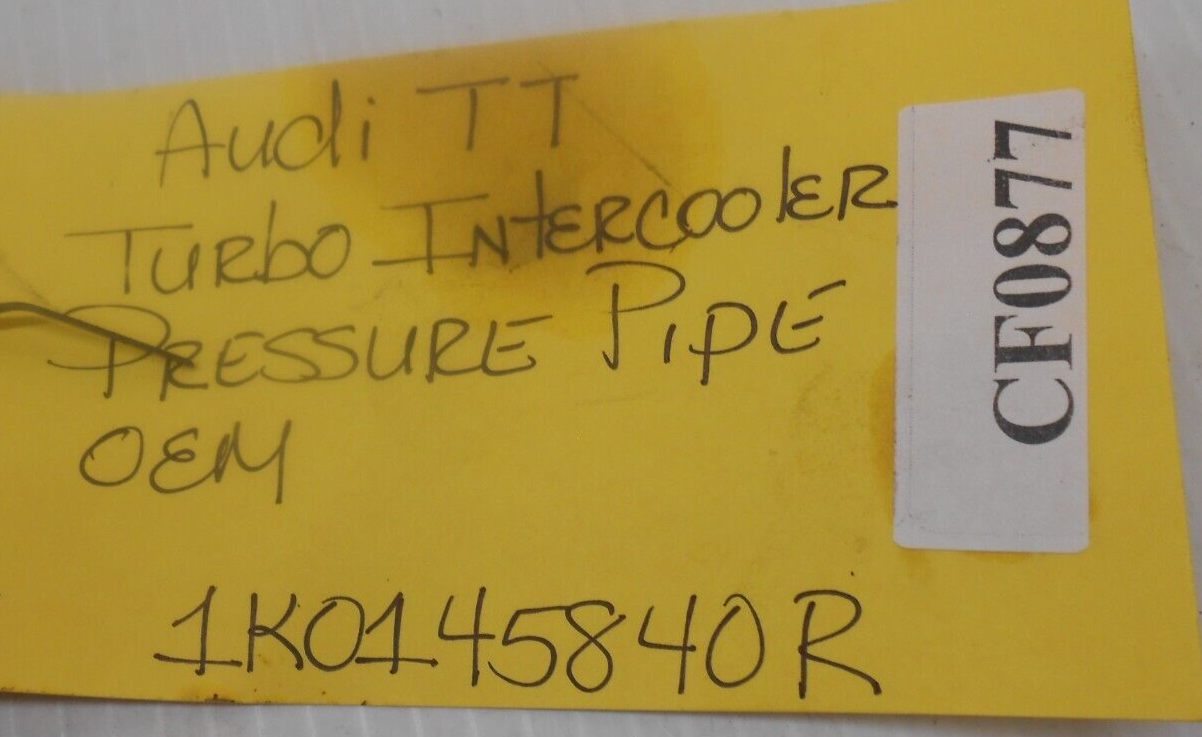 Audi TT
TURBO INTERCOOLER
PRESSURE PIPE
OEM
1K0145840R
CF0877